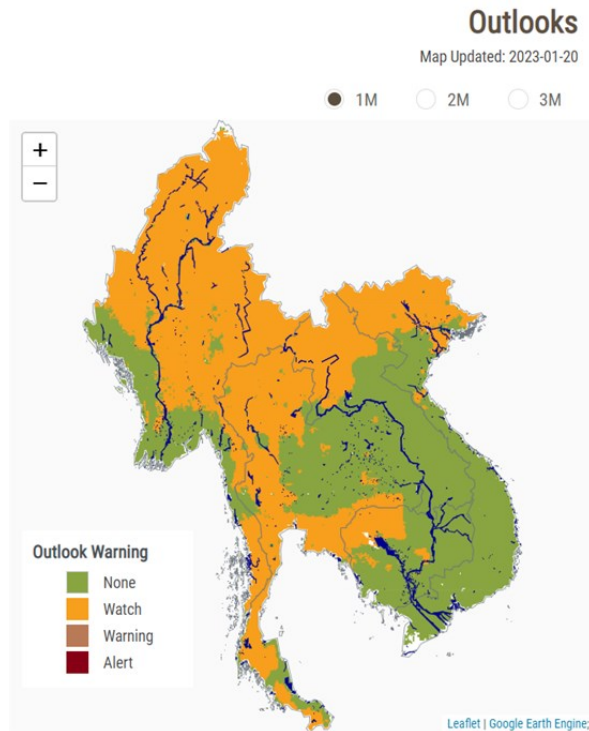 Outlooks
Map Updated: 2023-01-20
1M 2M 3M
+
−
Outlook Warning
None
Watch
Warning
Alert
Leaflet | Google Earth Engine;